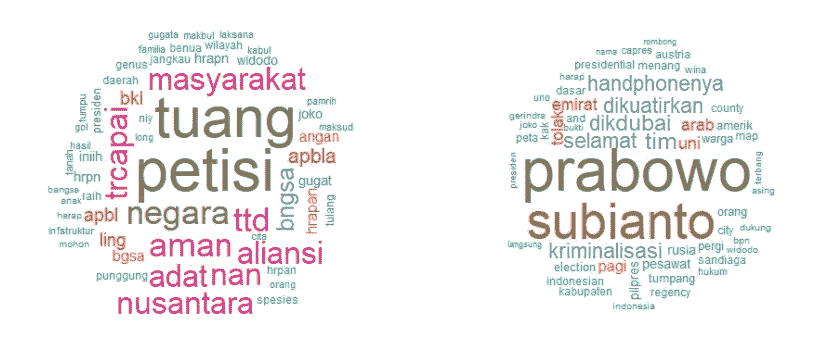 gugata makbul laksana
familia benua wilayah kabul
jangkau hrapn widodo
genus
daerah masyarakat
tumpu presiden bkl pamrih
gol trcapai niy tuang joko maksud
hasil long angan
tanah iniih petisi apbla
hrpn gugat
bangsa raih bngsa
anak hrapan tulang
harap apbl negara ttd
infstruktur cita
mohon ling aman aliansi
bgsa
punggung adat nan hrpan
orang
nusantara spesies
rombong
nama capres austria
presidential menang wina
harap handphonenya
dasar
uno emirat dikuatirkan county
gerindra tolak and dikdubai arab amerik
joko kak bukti
peta selamat tim uni warga map
presiden prabowo terbang
asing
subianto orang
city dukung
langsung kriminalisasi rusia pergi bpn
widodo
election pagi pesawat sandiaga
hukum
indonesian pilpres tumpang
kabupaten regency
indonesia